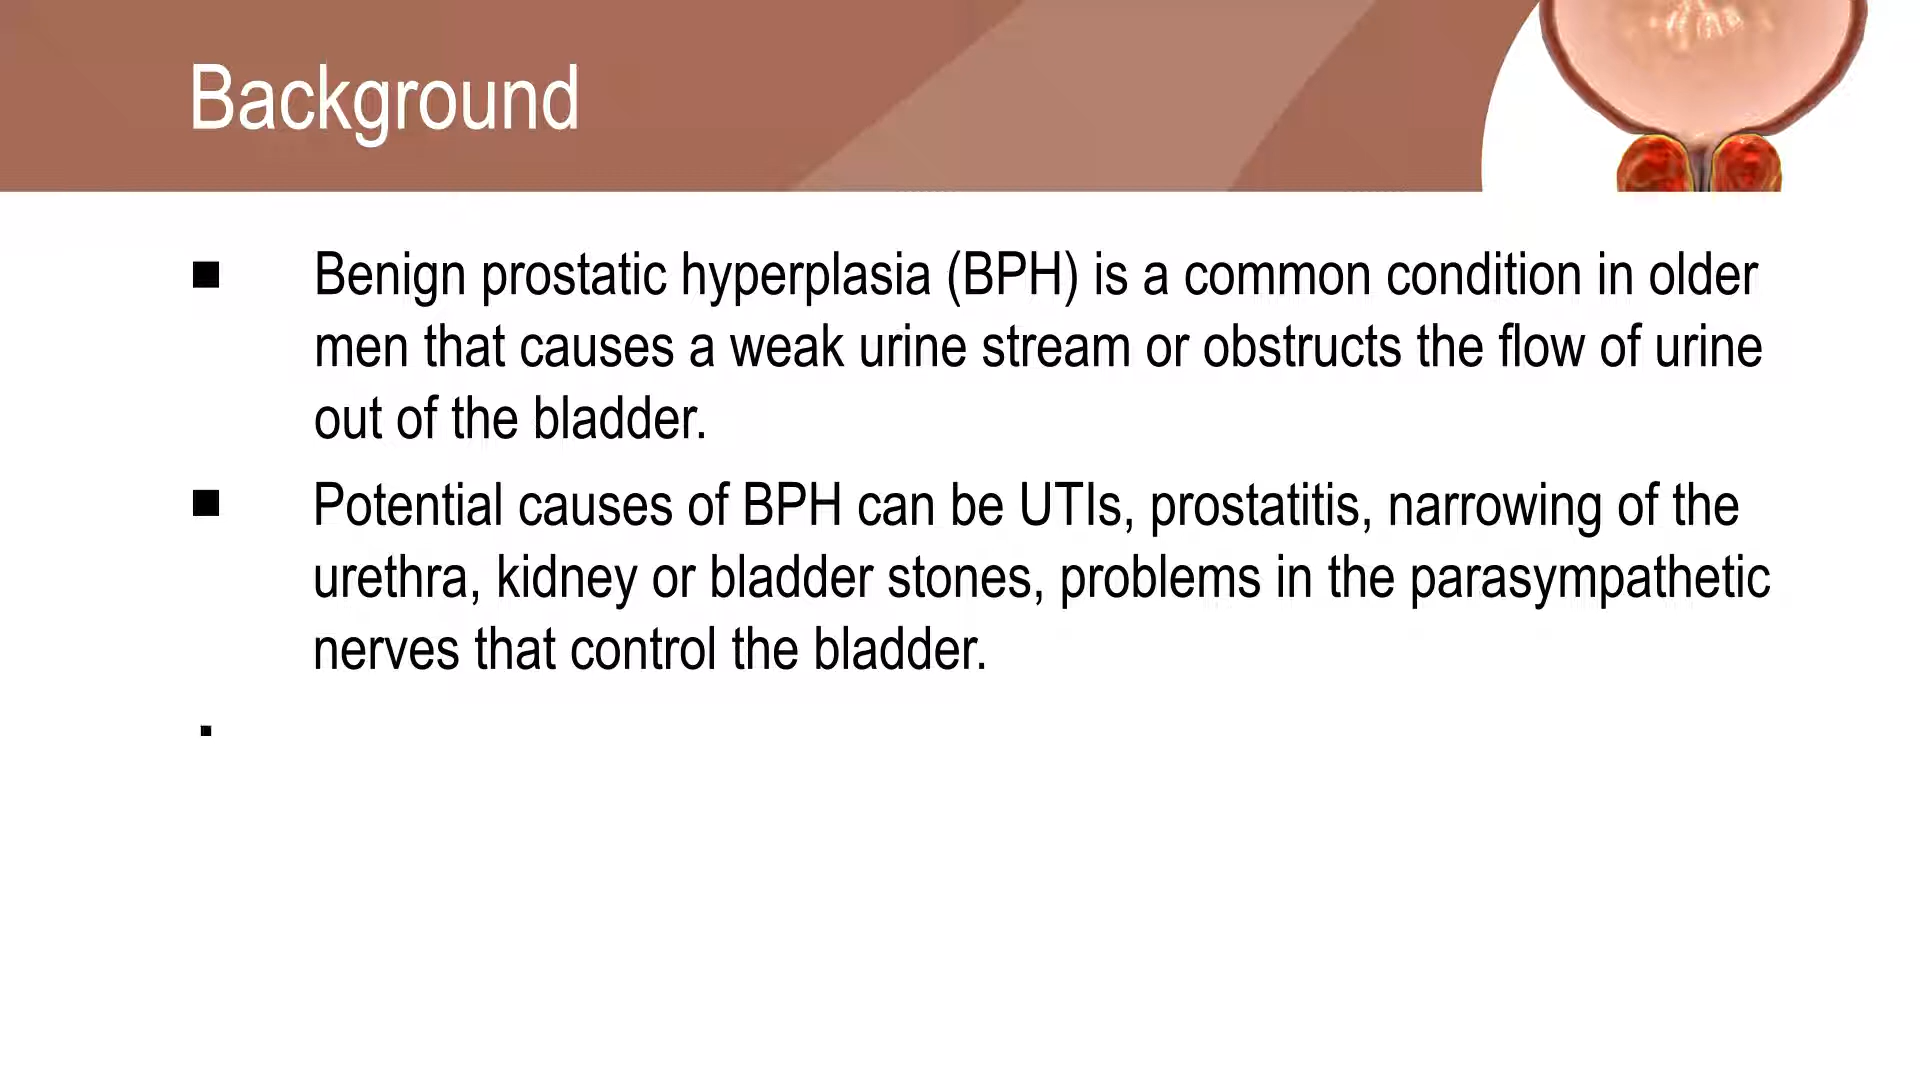 Background
■ Benign prostatic hyperplasia (BPH) is a common condition in older
men that causes a weak urine stream or obstructs the flow of urine
out of the bladder.
■ Potential causes of BPH can be UTIs, prostatitis, narrowing of the
urethra, kidney or bladder stones, problems in the parasympathetic
nerves that control the bladder.
▪